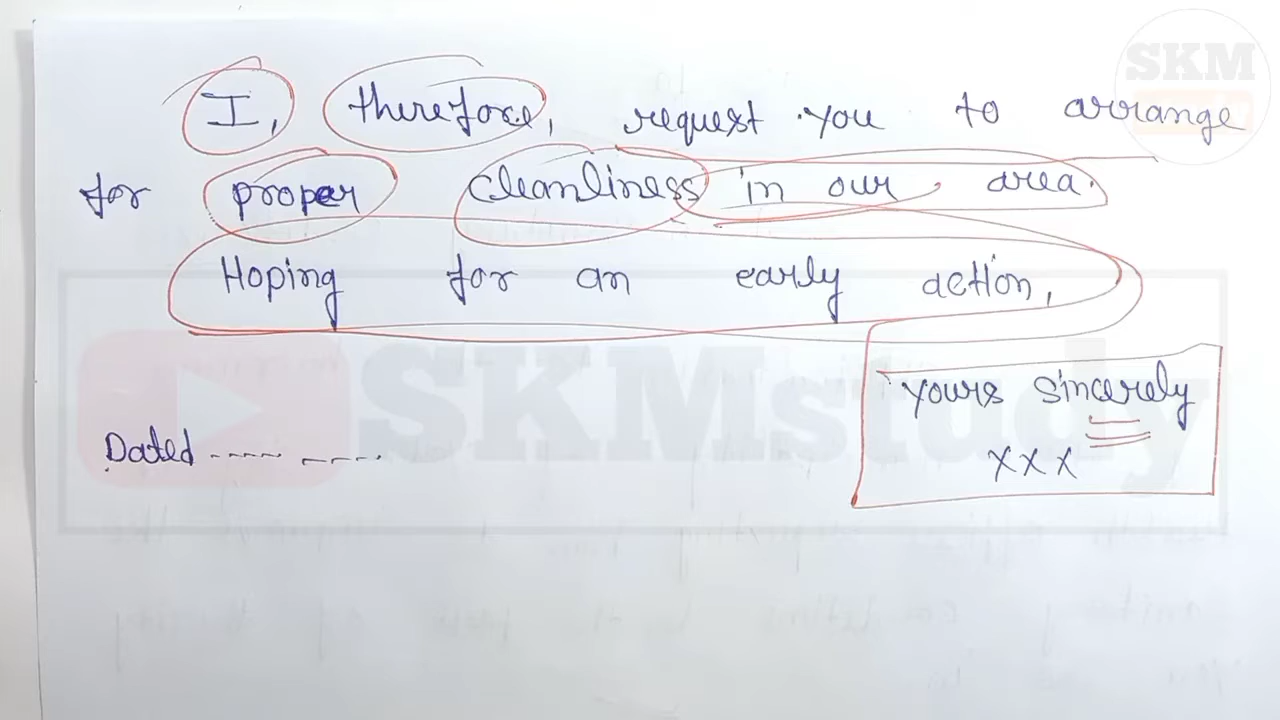 SKM
study
I, therefore, request you to arrange
for proper cleanliness in our area.
Hoping for an early action,
SKMstudy
Yours sincerely
XXX
Dated ---- ----